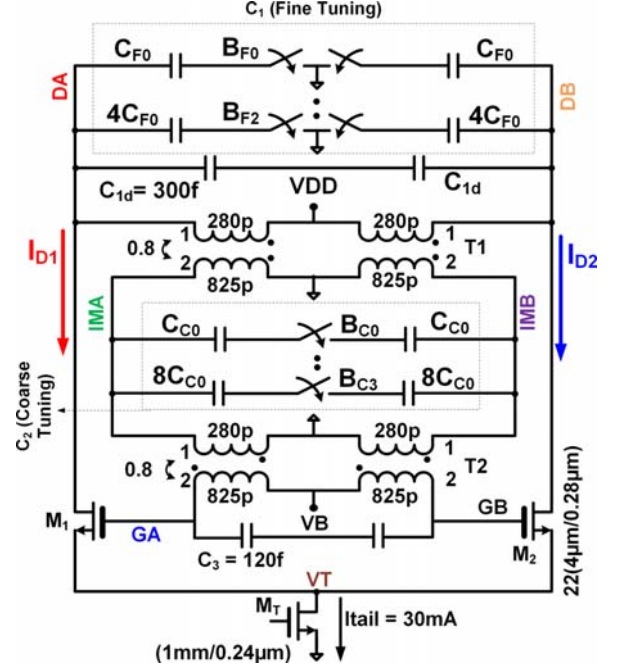 C1 (Fine Tuning)
CF0 BF0 CF0
DA DB
4CF0 BF2 4CF0
C1d= 300f VDD C1d
1 280p 280p 1 T1
0.8
2 825p 825p 2
ID1 ID2
IMA IMB
CC0 BC0 CC0
8CC0 BC3 8CC0
C2 (Coarse Tuning)
1 280p 280p 1 T2
0.8
2 825p 825p 2
M1 GA VB GB M2
C3 = 120f
22(4μm/0.28μm)
VT
MT Itail = 30mA
(1mm/0.24μm)